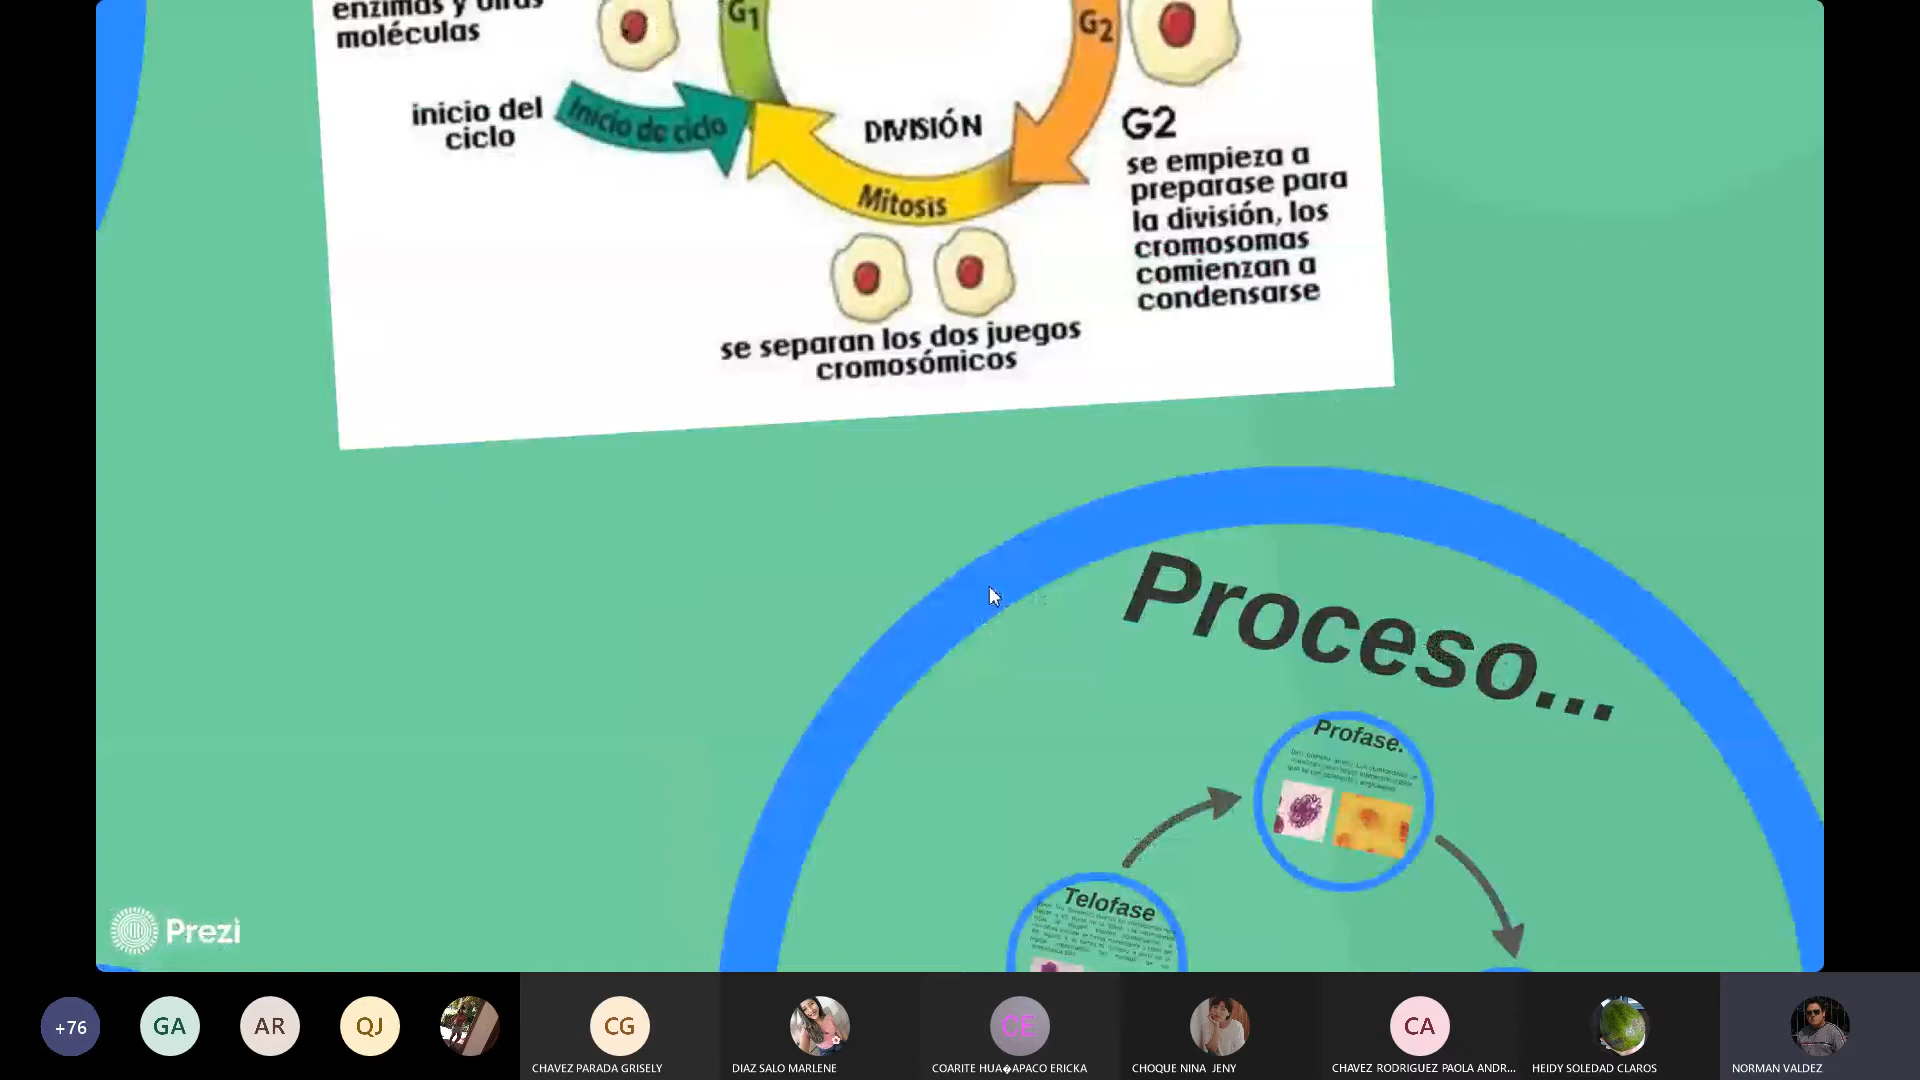 enzimas y otras
moléculas
G1
G2
inicio del
ciclo
Inicio de ciclo
DIVISIÓN
Mitosis
G2
se empieza a
preparase para
la división, los
cromosomas
comienzan a
condensarse
se separan los dos juegos
cromosómicos
Proceso...
Profase.
Telofase
Prezi
+76
GA
AR
QJ
CG
CE
CA
CHAVEZ PARADA GRISELY
DIAZ SALO MARLENE
COARITE HUA�APACO ERICKA
CHOQUE NINA JENY
CHAVEZ RODRIGUEZ PAOLA ANDR...
HEIDY SOLEDAD CLAROS
NORMAN VALDEZ